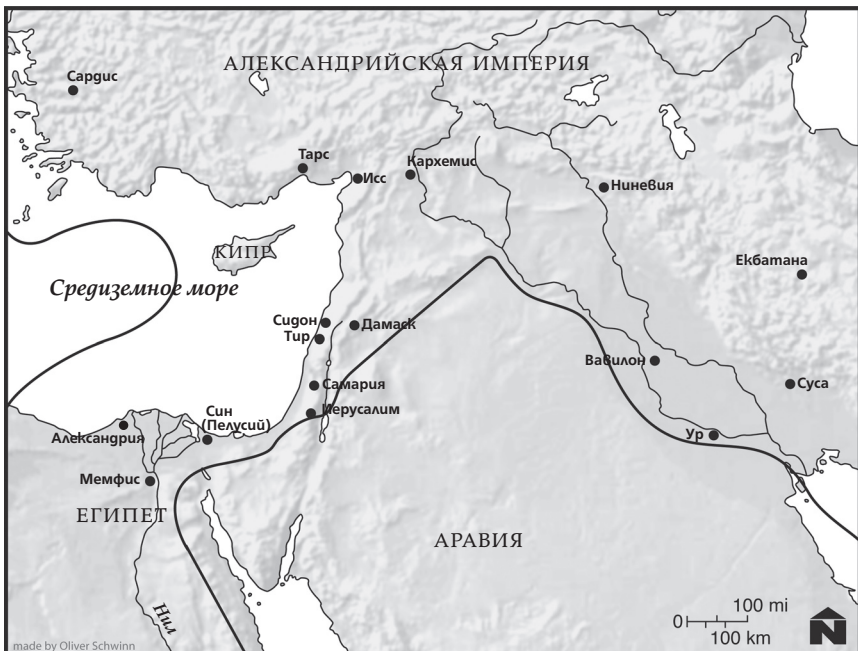 АЛЕКСАНДРИЙСКАЯ ИМПЕРИЯ
Сардис
Тарс
Исс
Кархемис
Ниневия
КИПР
Средиземное море
Екбатана
Сидон
Тир
Дамаск
Вавилон
Суса
Самария
Иерусалим
Син
(Пелусий)
Александрия
Ур
Мемфис
ЕГИПЕТ
АРАВИЯ
Нил
0
100 mi
100 km
N
made by Oliver Schwinn